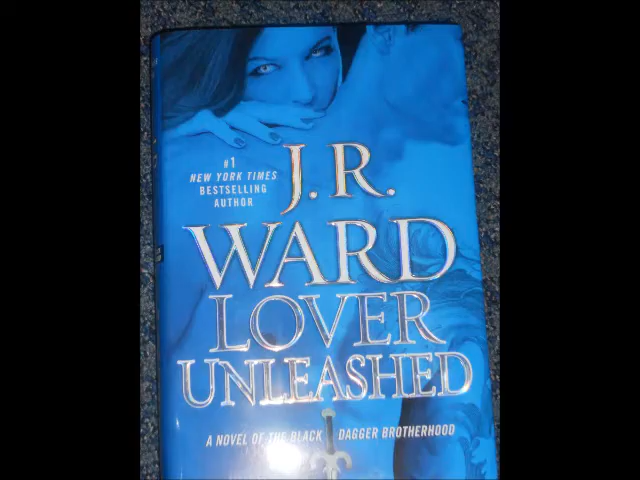 #1
NEW YORK TIMES
BESTSELLING
AUTHOR
J.R.
WARD
LOVER
UNLEASHED
A NOVEL OF THE BLACK DAGGER BROTHERHOOD